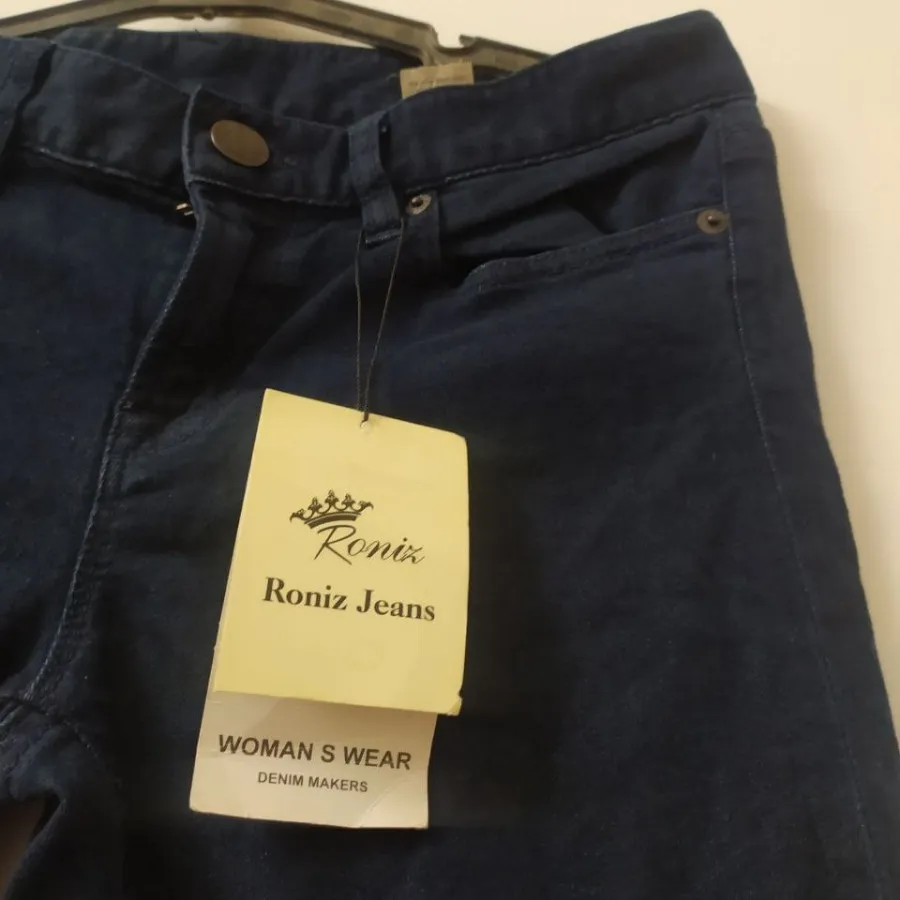 Roniz
Roniz Jeans
WOMAN S WEAR
DENIM MAKERS